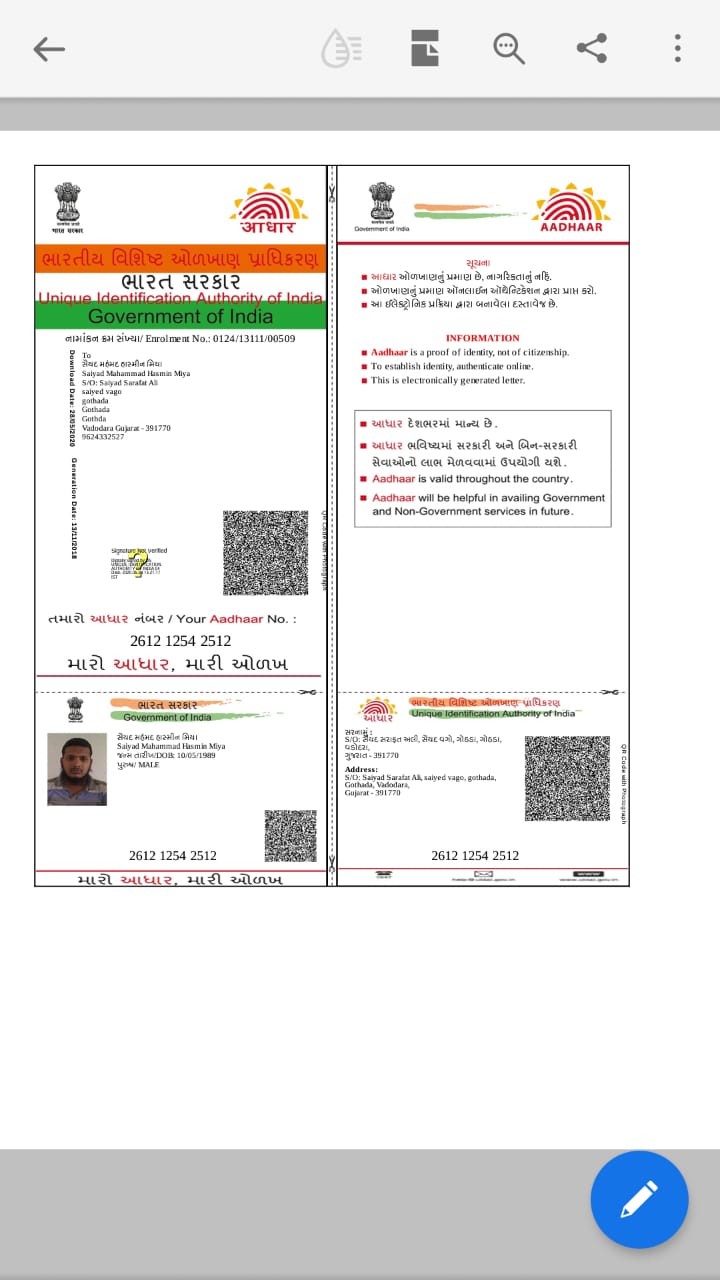 भारत सरकार
आधार
ભારતીય વિશિષ્ટ ઓળખાણ પ્રાધિકરણ
ભારત સરકાર
Unique Identification Authority of India
Government of India
નામાંકન ક્રમ સંખ્યા/ Enrolment No.: 0124/13111/00509
To
સૈયદ મહંમદ હાસ્મીન મિયા
Saiyad Mahammad Hasmin Miya
S/O: Saiyad Sarafat Ali
saiyed vago
gothada
Gothada
Gothda
Vadodara Gujarat - 391770
9624332527
Download Date: 28/05/2020
Generation Date: 13/11/2018
Signature Not Verified
QR Code with Photograph
તમારો આધાર નંબર / Your Aadhaar No. :
2612 1254 2512
મારો આધાર, મારી ઓળખ
Government of India
AADHAAR
સૂચના
આધાર ઓળખાણનું પ્રમાણ છે, નાગરિકતાનું નહિ.
ઓળખાણનું પ્રમાણ ઓનલાઈન ઓથેન્ટિકેશન દ્વારા પ્રાપ્ત કરો.
આ ઈલેક્ટ્રોનિક પ્રક્રિયા દ્વારા બનાવેલા દસ્તાવેજ છે.
INFORMATION
Aadhaar is a proof of identity, not of citizenship.
To establish identity, authenticate online.
This is electronically generated letter.
આધાર દેશભરમાં માન્ય છે.
આધાર ભવિષ્યમાં સરકારી અને બિન-સરકારી
સેવાઓનો લાભ મેળવવામાં ઉપયોગી થશે.
Aadhaar is valid throughout the country.
Aadhaar will be helpful in availing Government
and Non-Government services in future.
ભારત સરકાર
Government of India
સૈયદ મહંમદ હાસ્મીન મિયા
Saiyad Mahammad Hasmin Miya
જન્મ તારીખ/DOB: 10/05/1989
પુરુષ/ MALE
2612 1254 2512
મારો આધાર, મારી ઓળખ
આધાર
ભારતીય વિશિષ્ટ ઓળખાણ પ્રાધિકરણ
Unique Identification Authority of India
સરનામું :
S/O: સૈયદ સરાફત અલી, સૈયદ વગો, ગોઠડા, ગોઠડા,
વડોદરા,
ગુજરાત - 391770
Address:
S/O: Saiyad Sarafat Ali, saiyed vago, gothada,
Gothada, Vadodara,
Gujarat - 391770
QR Code with Photograph
2612 1254 2512